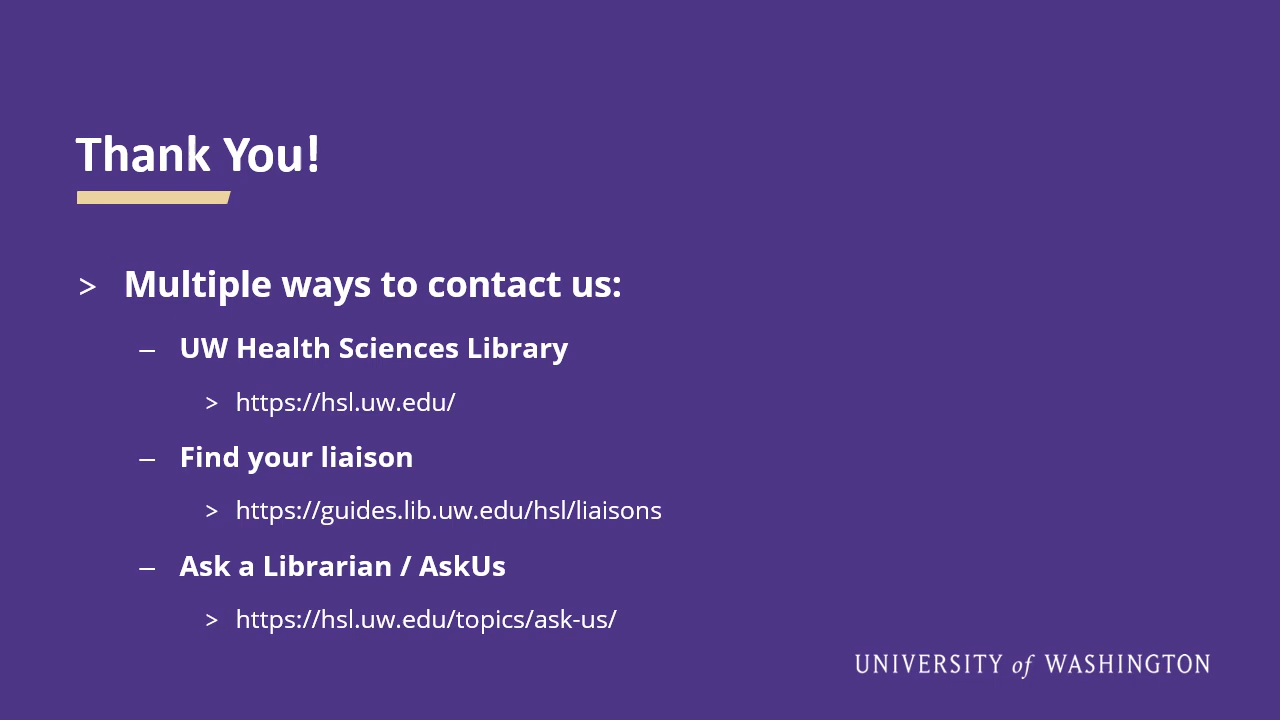 Thank You!
> Multiple ways to contact us:
– UW Health Sciences Library
> https://hsl.uw.edu/
– Find your liaison
> https://guides.lib.uw.edu/hsl/liaisons
– Ask a Librarian / AskUs
> https://hsl.uw.edu/topics/ask-us/
UNIVERSITY of WASHINGTON